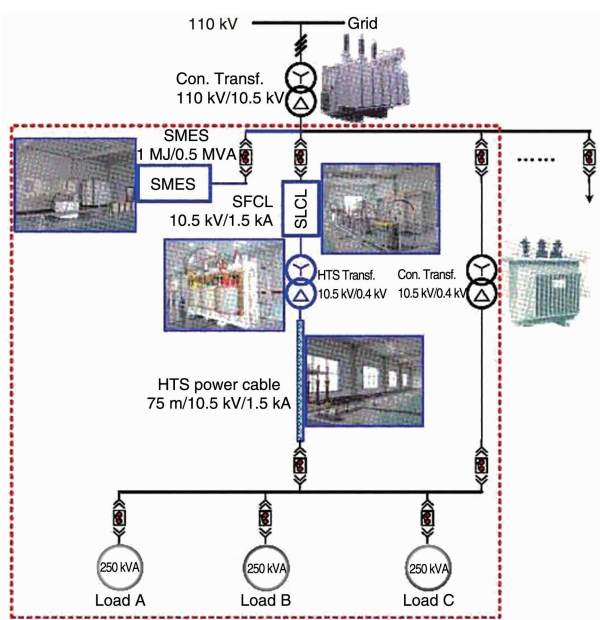 110 kV
Grid
Con. Transf.
110 kV/10.5 kV
SMES
1 MJ/0.5 MVA
SMES
SFCL
10.5 kV/1.5 kA
SLCL
HTS Transf.
10.5 kV/0.4 kV
Con. Transf.
10.5 kV/0.4 kV
HTS power cable
75 m/10.5 kV/1.5 kA
250 kVA
250 kVA
250 kVA
Load A
Load B
Load C